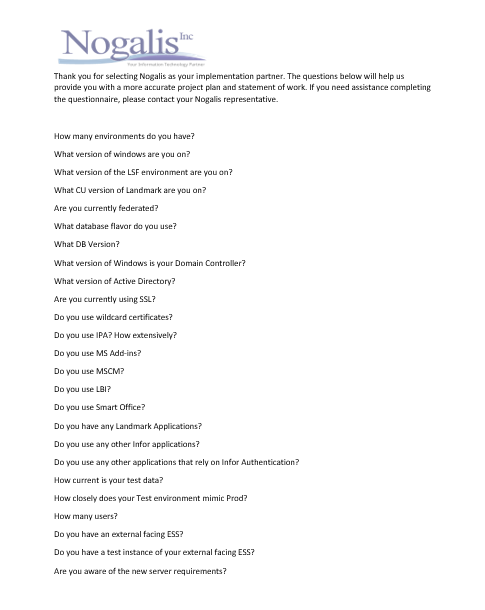 Nogalis Inc
Your Information Technology Partner
Thank you for selecting Nogalis as your implementation partner. The questions below will help us
provide you with a more accurate project plan and statement of work. If you need assistance completing
the questionnaire, please contact your Nogalis representative.
How many environments do you have?
What version of windows are you on?
What version of the LSF environment are you on?
What CU version of Landmark are you on?
Are you currently federated?
What database flavor do you use?
What DB Version?
What version of Windows is your Domain Controller?
What version of Active Directory?
Are you currently using SSL?
Do you use wildcard certificates?
Do you use IPA? How extensively?
Do you use MS Add-ins?
Do you use MSCM?
Do you use LBI?
Do you use Smart Office?
Do you have any Landmark Applications?
Do you use any other Infor applications?
Do you use any other applications that rely on Infor Authentication?
How current is your test data?
How closely does your Test environment mimic Prod?
How many users?
Do you have an external facing ESS?
Do you have a test instance of your external facing ESS?
Are you aware of the new server requirements?